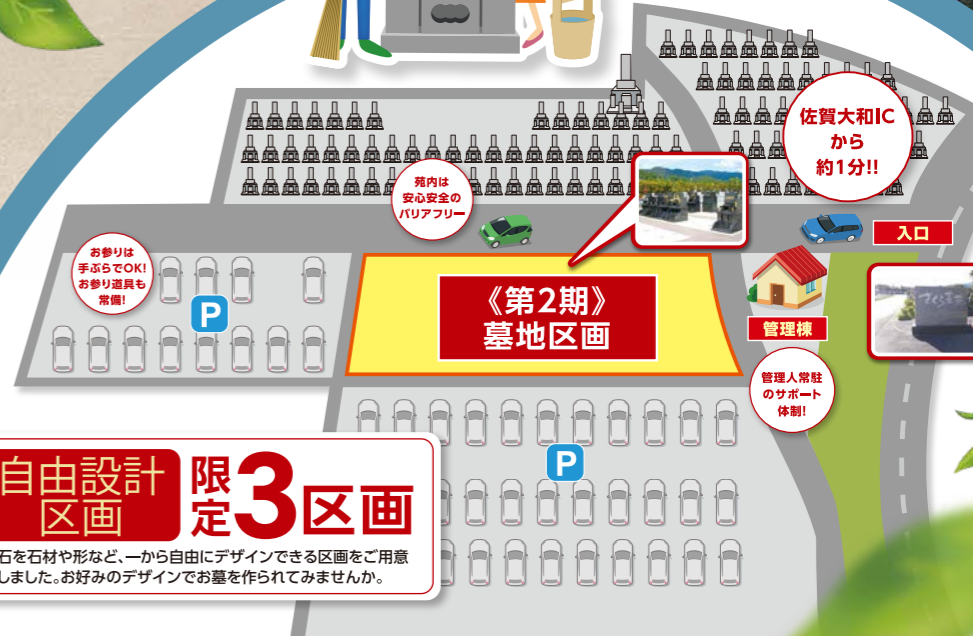 佐賀大和IC
から
約1分!!
苑内は
安心安全の
バリアフリー
入口
お参りは
手ぶらでOK!
お参り道具も
常備!
P
《第2期》
墓地区画
管理棟
管理人常駐
のサポート
体制!
P
自由設計
区画
限定3区画
石を石材や形など、一から自由にデザインできる区画をご用意
しました。お好みのデザインでお墓を作られてみませんか。